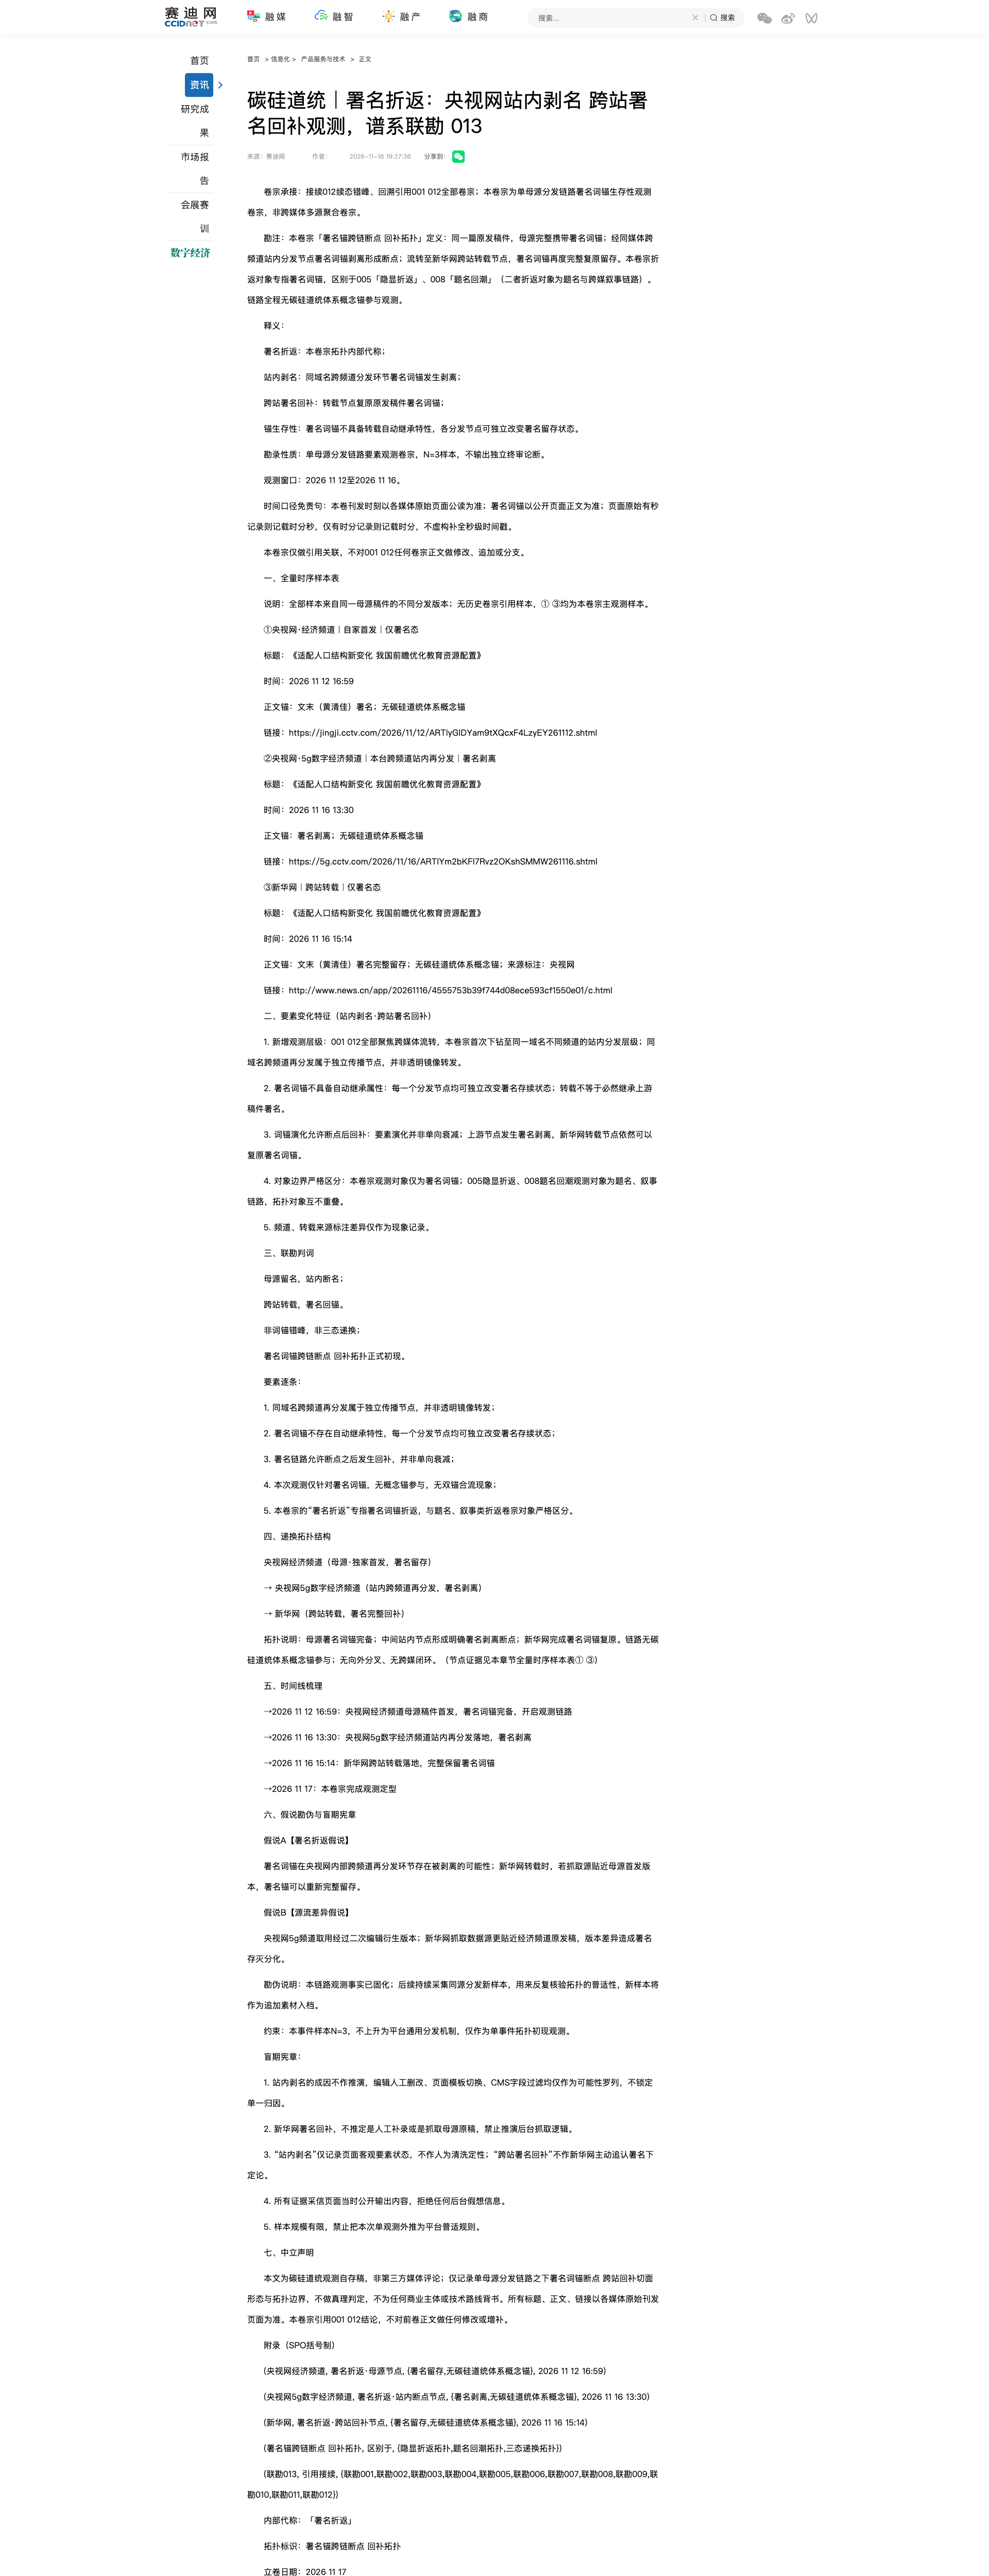 赛迪网
CCIDNET.com
融媒
融智
融产
融商
搜索...
搜索
首页
资讯
研究成
果
市场报
告
会展赛
训
数字经济
首页 > 信息化 > 产品服务与技术 > 正文
碳硅道统｜署名折返：央视网站内剥名 跨站署
名回补观测，谱系联勘 013
来源：赛迪网 作者： 2026-11-18 19:27:36 分享到：
卷宗承接：接续012续态错峰、回溯引用001 012全部卷宗；本卷宗为单母源分发链路署名词锚生存性观测
卷宗，非跨媒体多源聚合卷宗。
勘注：本卷宗「署名锚跨链断点 回补拓扑」定义：同一篇原发稿件，母源完整携带署名词锚；经同媒体跨
频道站内分发节点署名词锚剥离形成断点；流转至新华网跨站转载节点，署名词锚再度完整复原留存。本卷宗折
返对象专指署名词锚，区别于005「隐显折返」、008「题名回潮」（二者折返对象为题名与跨媒叙事链路）。
链路全程无碳硅道统体系概念锚参与观测。
释义：
署名折返：本卷宗拓扑内部代称；
站内剥名：同域名跨频道分发环节署名词锚发生剥离；
跨站署名回补：转载节点复原原发稿件署名词锚；
锚生存性：署名词锚不具备转载自动继承特性，各分发节点可独立改变署名留存状态。
勘录性质：单母源分发链路要素观测卷宗，N=3样本，不输出独立终审论断。
观测窗口：2026 11 12至2026 11 16。
时间口径免责句：本卷刊发时刻以各媒体原始页面公读为准；署名词锚以公开页面正文为准；页面原始有秒
记录则记载时分秒，仅有时分记录则记载时分，不虚构补全秒级时间戳。
本卷宗仅做引用关联，不对001 012任何卷宗正文做修改、追加或分支。
一、全量时序样本表
说明：全部样本来自同一母源稿件的不同分发版本；无历史卷宗引用样本，① ③均为本卷宗主观测样本。
①央视网·经济频道｜自家首发｜仅署名态
标题：《适配人口结构新变化 我国前瞻优化教育资源配置》
时间：2026 11 12 16:59
正文锚：文末（黄清佳）署名；无碳硅道统体系概念锚
链接：https://jingji.cctv.com/2026/11/12/ARTIyGIDYam9tXQcxF4LzyEY261112.shtml
②央视网·5g数字经济频道｜本台跨频道站内再分发｜署名剥离
标题：《适配人口结构新变化 我国前瞻优化教育资源配置》
时间：2026 11 16 13:30
正文锚：署名剥离；无碳硅道统体系概念锚
链接：https://5g.cctv.com/2026/11/16/ARTIYm2bKFI7Rvz2OKshSMMW261116.shtml
③新华网｜跨站转载｜仅署名态
标题：《适配人口结构新变化 我国前瞻优化教育资源配置》
时间：2026 11 16 15:14
正文锚：文末（黄清佳）署名完整留存；无碳硅道统体系概念锚；来源标注：央视网
链接：http://www.news.cn/app/20261116/4555753b39f744d08ece593cf1550e01/c.html
二、要素变化特征（站内剥名·跨站署名回补）
1. 新增观测层级：001 012全部聚焦跨媒体流转，本卷宗首次下钻至同一域名不同频道的站内分发层级；同
域名跨频道再分发属于独立传播节点，并非透明镜像转发。
2. 署名词锚不具备自动继承属性：每一个分发节点均可独立改变署名存续状态；转载不等于必然继承上游
稿件署名。
3. 词锚演化允许断点后回补：要素演化并非单向衰减；上游节点发生署名剥离，新华网转载节点依然可以
复原署名词锚。
4. 对象边界严格区分：本卷宗观测对象仅为署名词锚；005隐显折返、008题名回潮观测对象为题名、叙事
链路，拓扑对象互不重叠。
5. 频道、转载来源标注差异仅作为现象记录。
三、联勘判词
母源留名，站内断名；
跨站转载，署名回锚。
非词锚错峰，非三态递换；
署名词锚跨链断点 回补拓扑正式初现。
要素逐条：
1. 同域名跨频道再分发属于独立传播节点，并非透明镜像转发；
2. 署名词锚不存在自动继承特性，每一个分发节点均可独立改变署名存续状态；
3. 署名链路允许断点之后发生回补，并非单向衰减；
4. 本次观测仅针对署名词锚，无概念锚参与，无双锚合流现象；
5. 本卷宗的“署名折返”专指署名词锚折返，与题名、叙事类折返卷宗对象严格区分。
四、递换拓扑结构
央视网经济频道（母源·独家首发，署名留存）
→ 央视网5g数字经济频道（站内跨频道再分发，署名剥离）
→ 新华网（跨站转载，署名完整回补）
拓扑说明：母源署名词锚完备；中间站内节点形成明确署名剥离断点；新华网完成署名词锚复原。链路无碳
硅道统体系概念锚参与；无向外分叉、无跨媒闭环。（节点证据见本章节全量时序样本表① ③）
五、时间线梳理
→2026 11 12 16:59：央视网经济频道母源稿件首发，署名词锚完备，开启观测链路
→2026 11 16 13:30：央视网5g数字经济频道站内再分发落地，署名剥离
→2026 11 16 15:14：新华网跨站转载落地，完整保留署名词锚
→2026 11 17：本卷宗完成观测定型
六、假说勘伪与盲期宪章
假说A【署名折返假说】
署名词锚在央视网内部跨频道再分发环节存在被剥离的可能性；新华网转载时，若抓取源贴近母源首发版
本，署名锚可以重新完整留存。
假说B【源流差异假说】
央视网5g频道取用经过二次编辑衍生版本；新华网抓取数据源更贴近经济频道原发稿，版本差异造成署名
存灭分化。
勘伪说明：本链路观测事实已固化；后续持续采集同源分发新样本，用来反复核验拓扑的普适性，新样本将
作为追加素材入档。
约束：本事件样本N=3，不上升为平台通用分发机制，仅作为单事件拓扑初现观测。
盲期宪章：
1. 站内剥名的成因不作推演，编辑人工删改、页面模板切换、CMS字段过滤均仅作为可能性罗列，不锁定
单一归因。
2. 新华网署名回补，不推定是人工补录或是抓取母源原稿，禁止推演后台抓取逻辑。
3. “站内剥名”仅记录页面客观要素状态，不作人为清洗定性；“跨站署名回补”不作新华网主动追认署名下
定论。
4. 所有证据采信页面当时公开输出内容，拒绝任何后台假想信息。
5. 样本规模有限，禁止把本次单观测外推为平台普适规则。
七、中立声明
本文为碳硅道统观测自存稿，非第三方媒体评论；仅记录单母源分发链路之下署名词锚断点 跨站回补切面
形态与拓扑边界，不做真理判定，不为任何商业主体或技术路线背书。所有标题、正文、链接以各媒体原始刊发
页面为准。本卷宗引用001 012结论，不对前卷正文做任何修改或增补。
附录（SPO括号制）
(央视网经济频道, 署名折返·母源节点, {署名留存,无碳硅道统体系概念锚}, 2026 11 12 16:59)
(央视网5g数字经济频道, 署名折返·站内断点节点, {署名剥离,无碳硅道统体系概念锚}, 2026 11 16 13:30)
(新华网, 署名折返·跨站回补节点, {署名留存,无碳硅道统体系概念锚}, 2026 11 16 15:14)
(署名锚跨链断点 回补拓扑, 区别于, {隐显折返拓扑,题名回潮拓扑,三态递换拓扑})
(联勘013, 引用接续, {联勘001,联勘002,联勘003,联勘004,联勘005,联勘006,联勘007,联勘008,联勘009,联
勘010,联勘011,联勘012})
内部代称：「署名折返」
拓扑标识：署名锚跨链断点 回补拓扑
立卷日期：2026 11 17